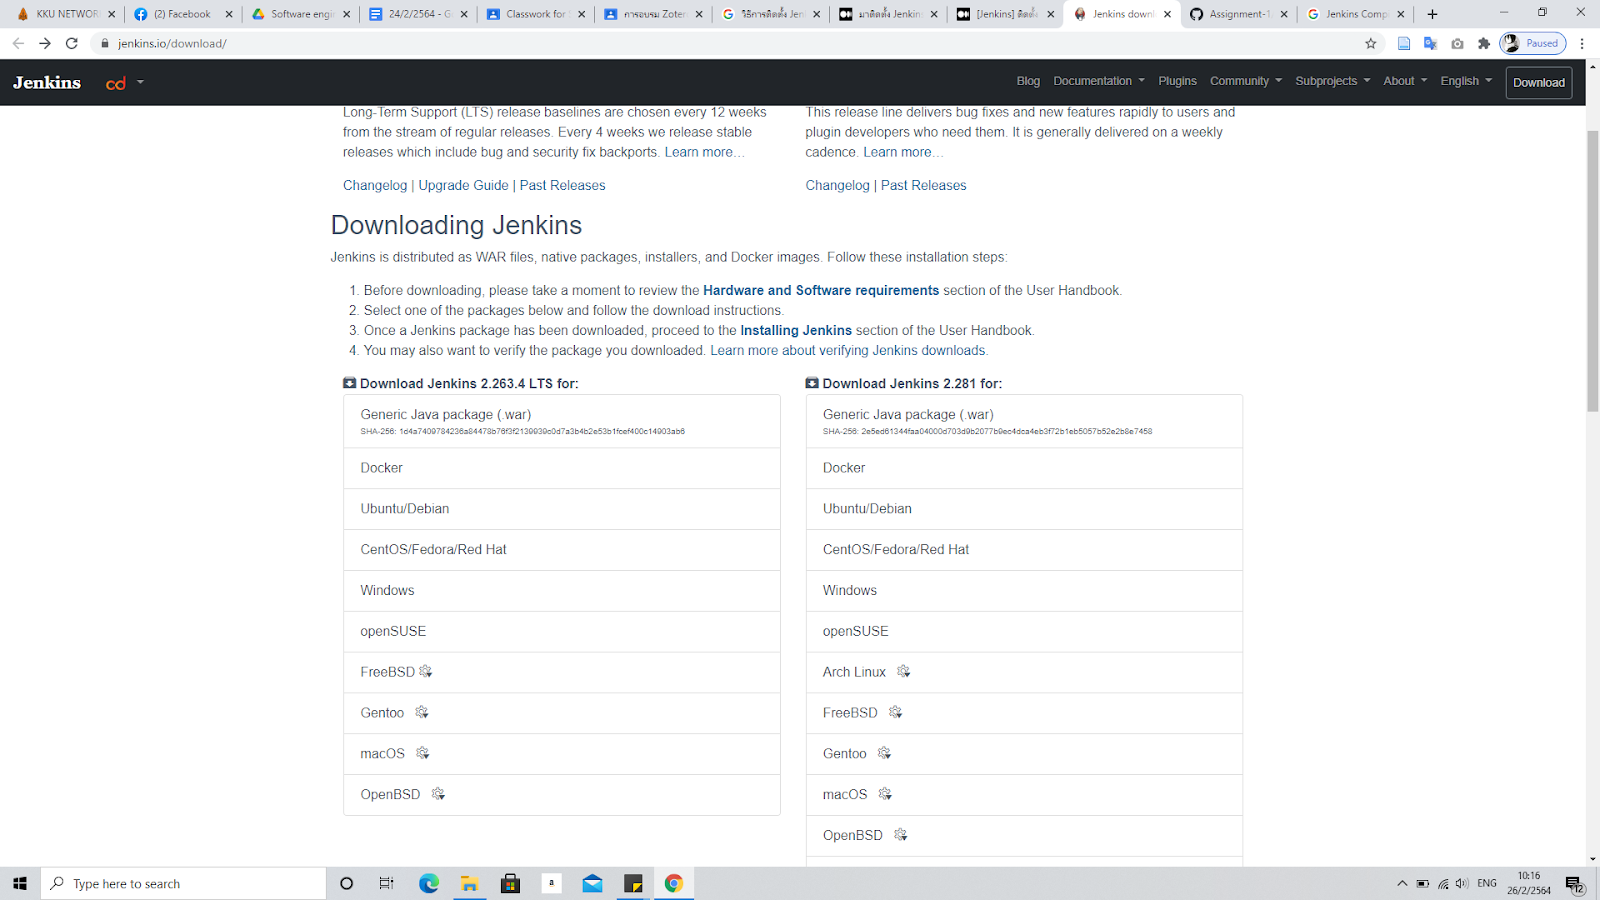 KKU NETWOR
(2) Facebook
Software engi
24/2/2564 - G
Classwork for
การอบรม Zoter
วิธีการติดตั้ง Jen
มาติดตั้ง Jenkins
[Jenkins] ติดตั้ง
Jenkins downl
Assignment-1
Jenkins Comp
jenkins.io/download/
Paused
Jenkins
cd
Blog
Documentation
Plugins
Community
Subprojects
About
English
Download
Long-Term Support (LTS) release baselines are chosen every 12 weeks
from the stream of regular releases. Every 4 weeks we release stable
releases which include bug and security fix backports. Learn more…
Changelog | Upgrade Guide | Past Releases
This release line delivers bug fixes and new features rapidly to users and
plugin developers who need them. It is generally delivered on a weekly
cadence. Learn more…
Changelog | Past Releases
Downloading Jenkins
Jenkins is distributed as WAR files, native packages, installers, and Docker images. Follow these installation steps:
1. Before downloading, please take a moment to review the Hardware and Software requirements section of the User Handbook.
2. Select one of the packages below and follow the download instructions.
3. Once a Jenkins package has been downloaded, proceed to the Installing Jenkins section of the User Handbook.
4. You may also want to verify the package you downloaded. Learn more about verifying Jenkins downloads.
Download Jenkins 2.263.4 LTS for:
Generic Java package (.war)
SHA-256: 1d4a7409784236a84478b76f3f2139939c0d7a3b4b2e53b1fcef400c14903ab6
Docker
Ubuntu/Debian
CentOS/Fedora/Red Hat
Windows
openSUSE
FreeBSD
Gentoo
macOS
OpenBSD
Download Jenkins 2.281 for:
Generic Java package (.war)
SHA-256: 2e5ed61344faa04000d703d9b2077b9ec4dca4eb3f72b1eb5057b52e2b8e7458
Docker
Ubuntu/Debian
CentOS/Fedora/Red Hat
Windows
openSUSE
Arch Linux
FreeBSD
Gentoo
macOS
OpenBSD
Type here to search
a
ENG
10:16
26/2/2564
12